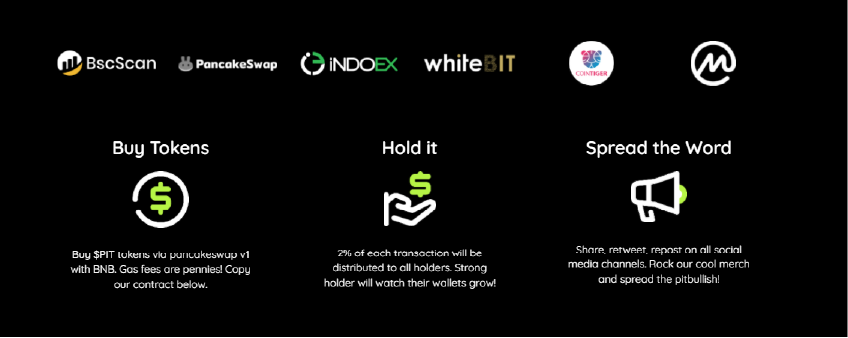 BscScan PancakeSwap iNDOEX whiteBIT COINTIGER
Buy Tokens Hold it Spread the Word
$ $
Buy $PIT tokens via pancakeswap v1
with BNB. Gas fees are pennies! Copy
our contract below.
2% of each transaction will be
distributed to all holders. Strong
holder will watch their wallets grow!
Share, retweet, repost on all social
media channels. Rock our cool merch
and spread the pitbullish!